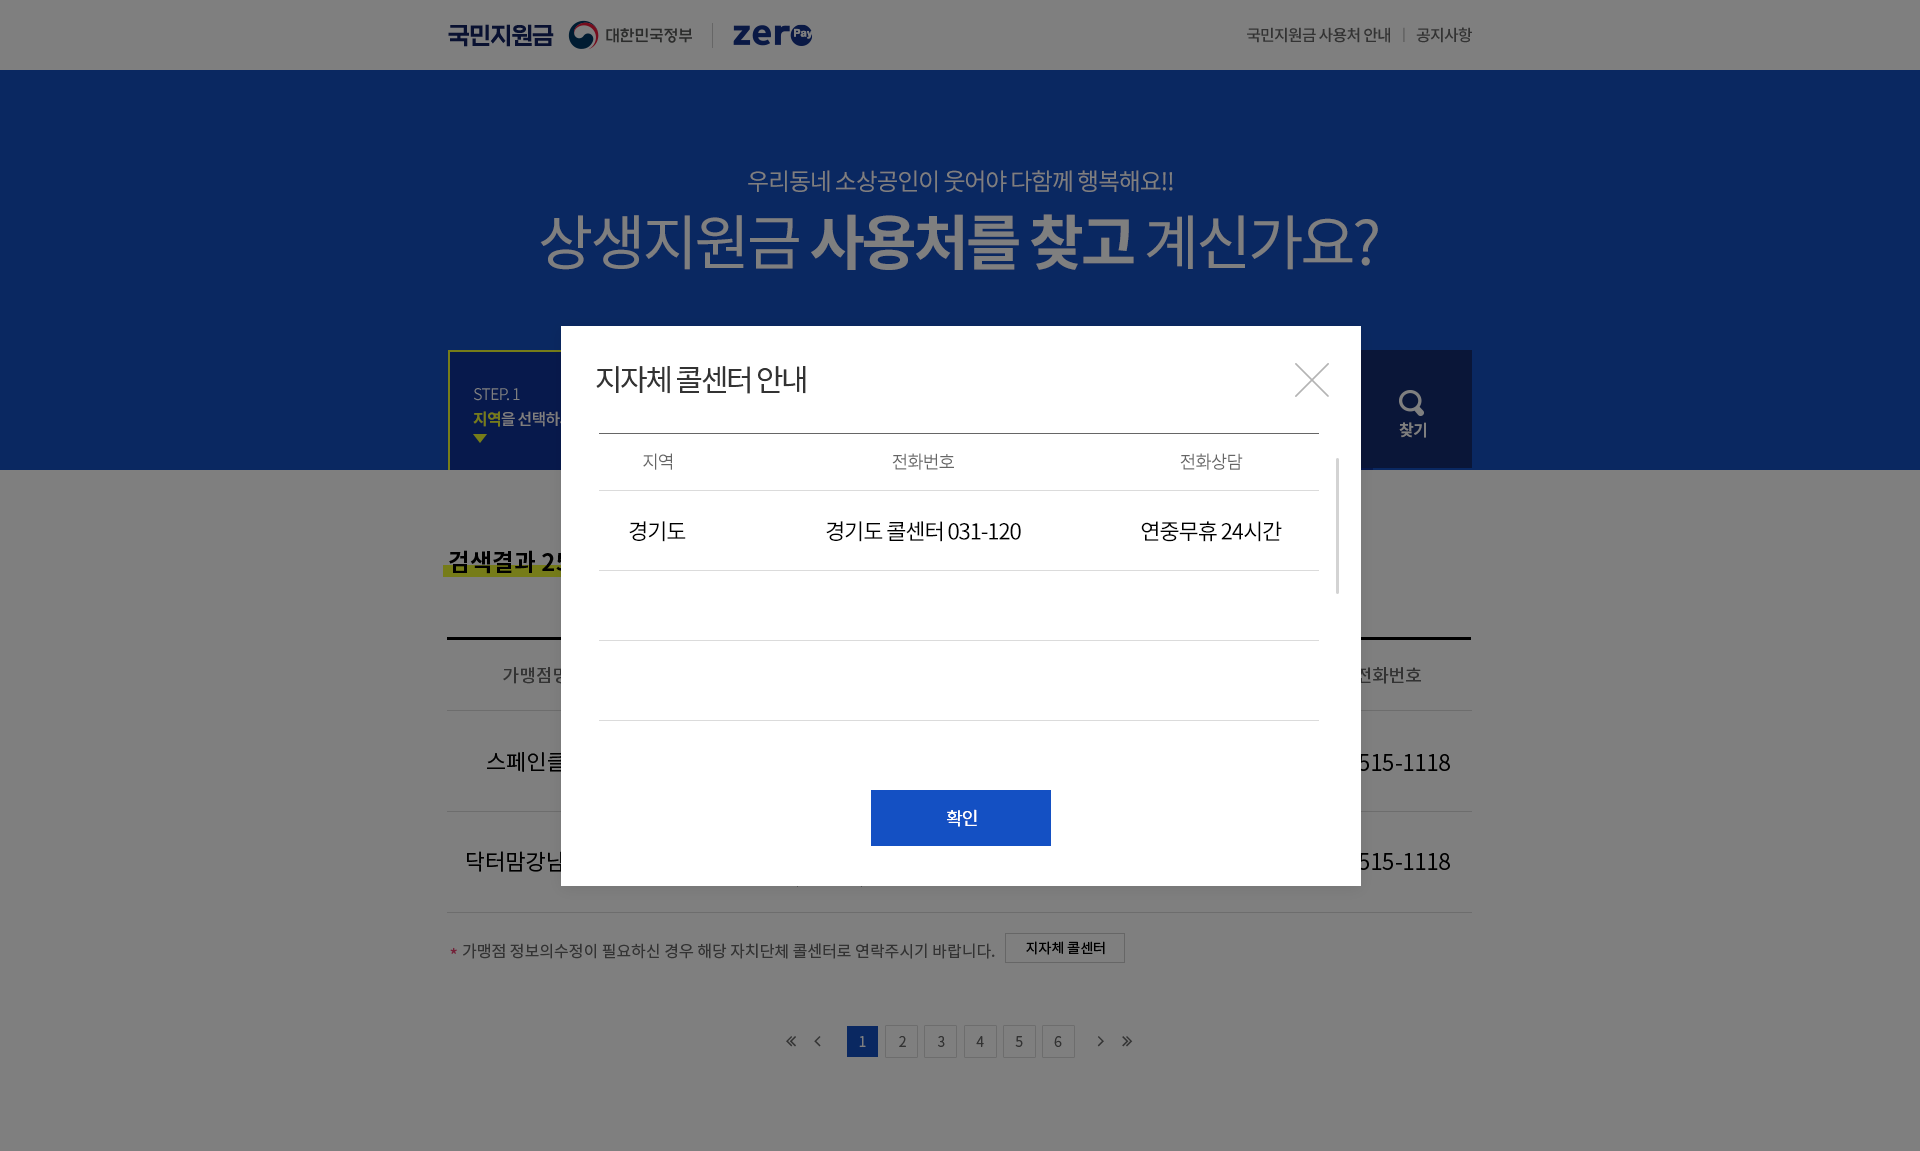 국민지원금 대한민국정부 zero Pay 국민지원금 사용처 안내 공지사항
우리동네 소상공인이 웃어야 다함께 행복해요!!
상생지원금 사용처를 찾고 계신가요?
지자체 콜센터 안내
STEP. 1
지역을 선택하
찾기
지역 전화번호 전화상담
경기도 경기도 콜센터 031-120 연중무휴 24시간
검색결과 25
가맹점명 전화번호
스페인클 515-1118
확인
닥터맘강남 515-1118
* 가맹점 정보의수정이 필요하신 경우 해당 자치단체 콜센터로 연락주시기 바랍니다. 지자체 콜센터
« ‹ 1 2 3 4 5 6 › »